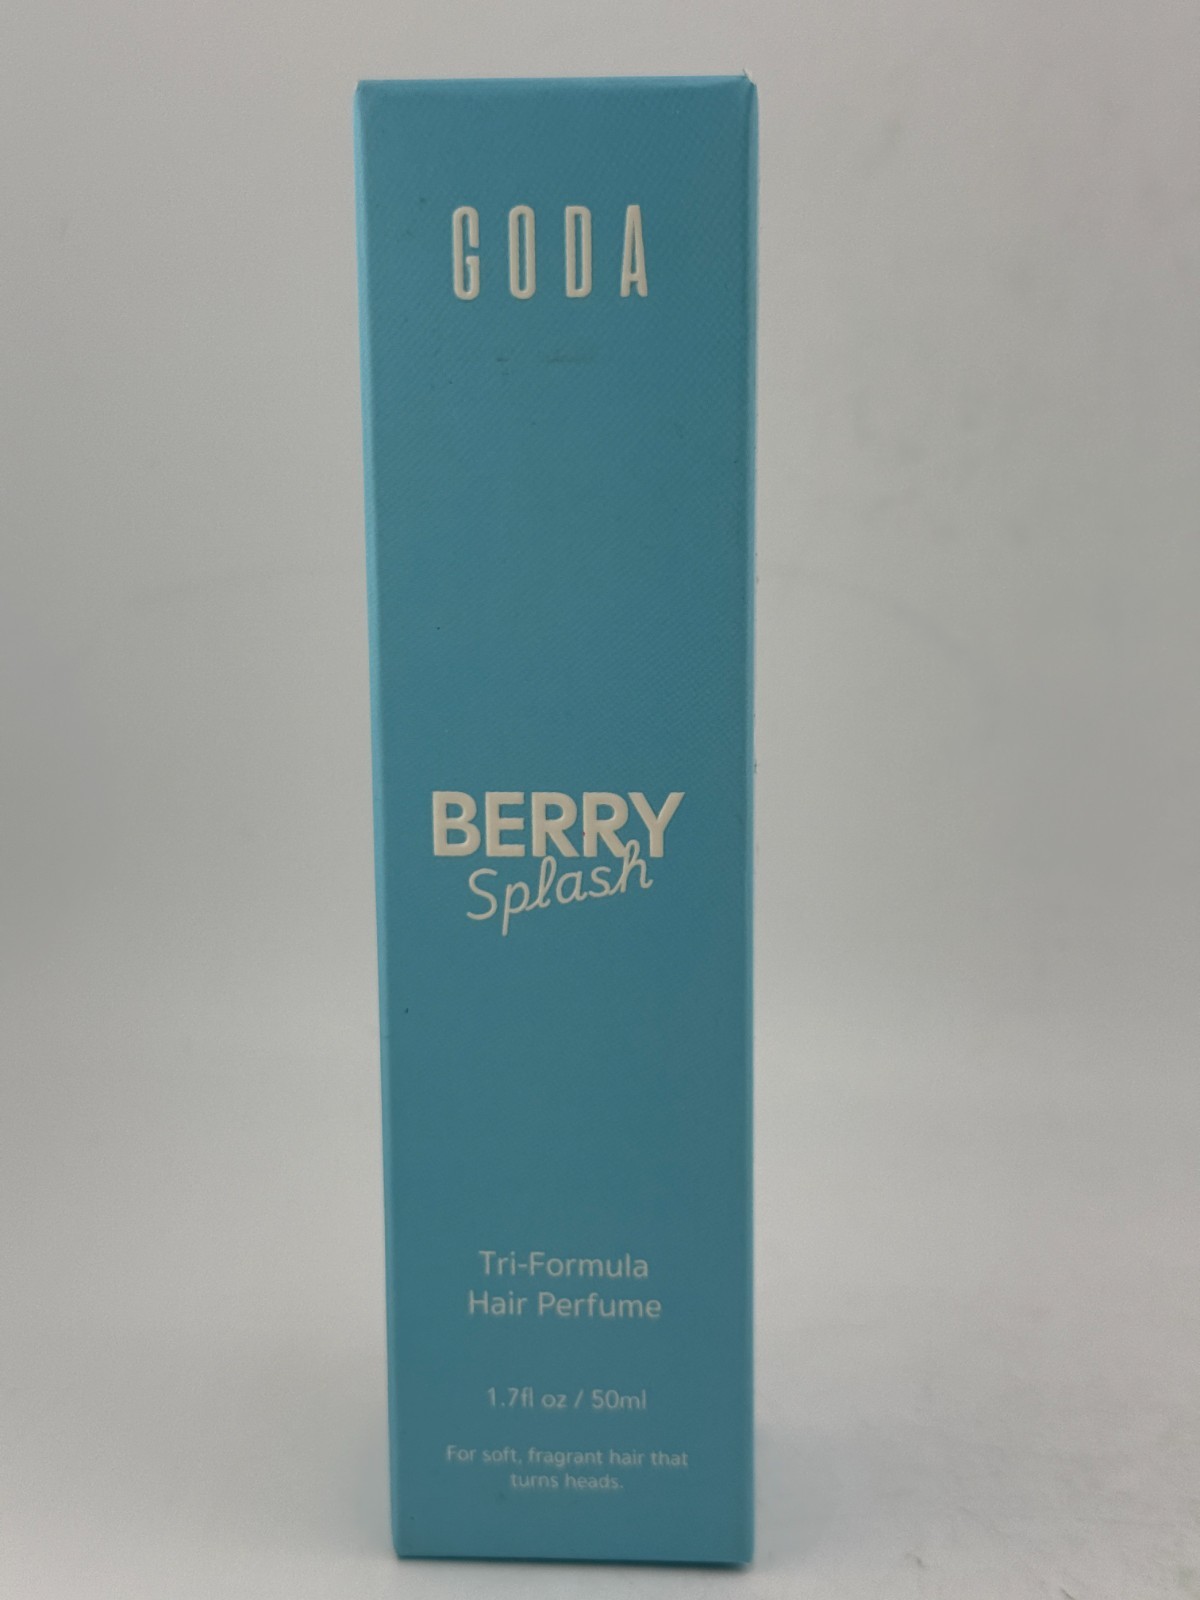 GODA
BERRY
Splash
Tri-Formula
Hair Perfume
1.7fl oz / 50ml
For soft, fragrant hair that
turns heads.